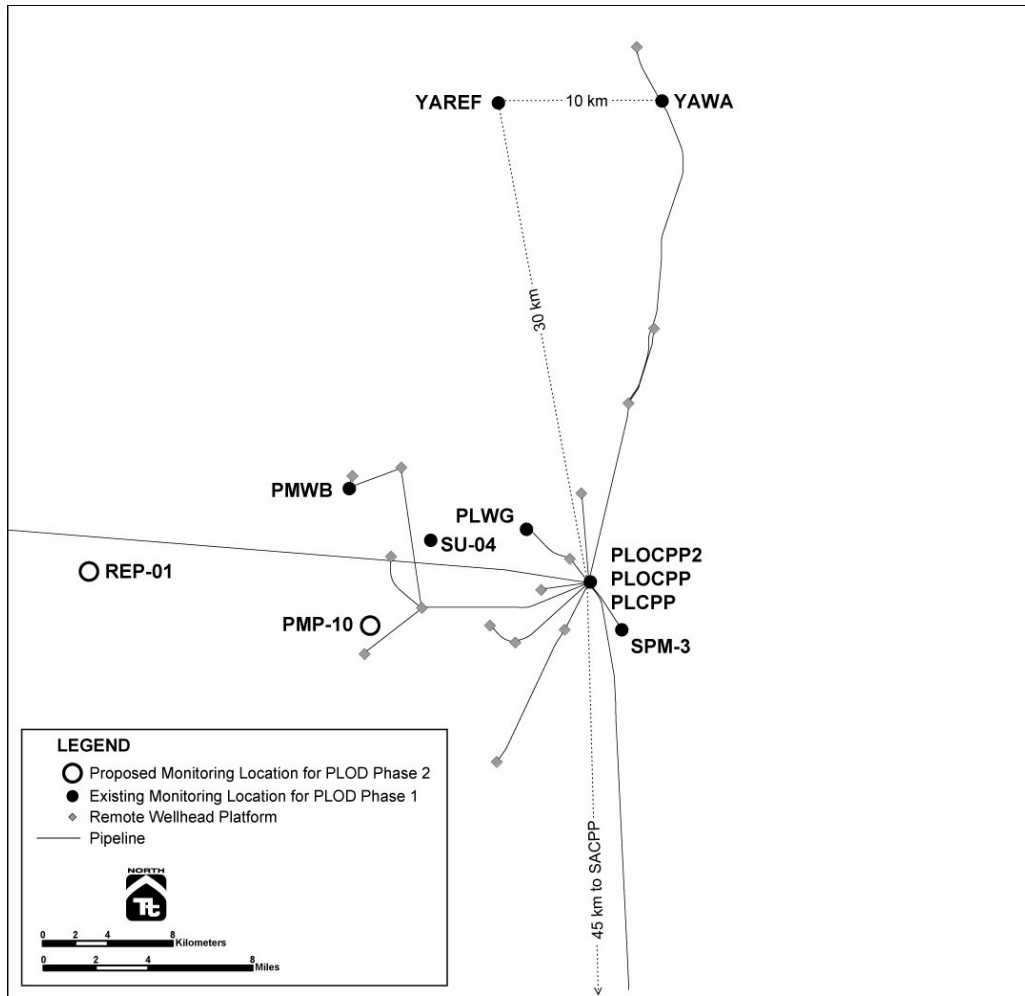 YAREF
10 km
YAWA
30 km
PMWB
PLWG
SU-04
REP-01
PLOCPP2
PLOCPP
PLCPP
PMP-10
SPM-3
45 km to SACPP
LEGEND
Proposed Monitoring Location for PLOD Phase 2
Existing Monitoring Location for PLOD Phase 1
Remote Wellhead Platform
Pipeline
NORTH
Tt
0 2 4 8
Kilometers
0 2 4 8
Miles